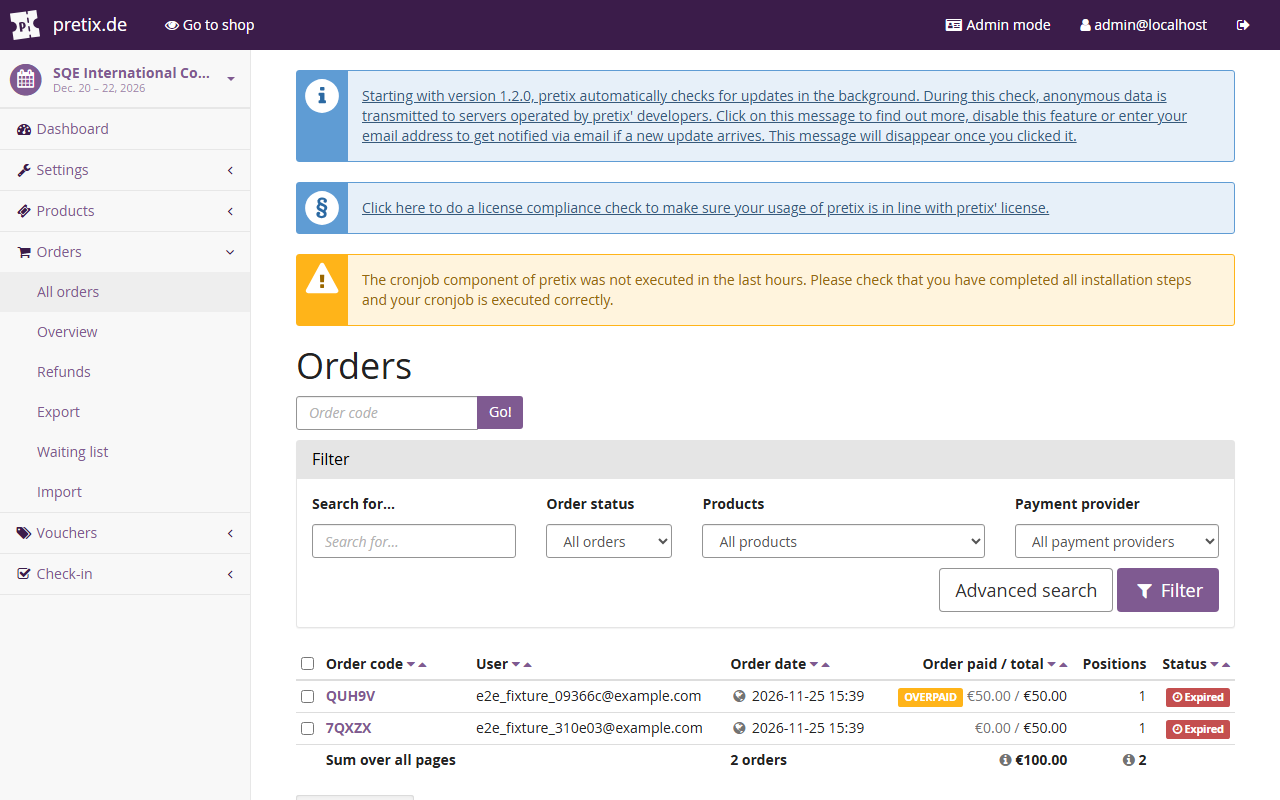 pretix.de
Go to shop
Admin mode
admin@localhost
SQE International Co...
Dec. 20 – 22, 2026
Dashboard
Settings
Products
Orders
All orders
Overview
Refunds
Export
Waiting list
Import
Vouchers
Check-in
Starting with version 1.2.0, pretix automatically checks for updates in the background. During this check, anonymous data is
transmitted to servers operated by pretix' developers. Click on this message to find out more, disable this feature or enter your
email address to get notified via email if a new update arrives. This message will disappear once you clicked it.
§ Click here to do a license compliance check to make sure your usage of pretix is in line with pretix' license.
The cronjob component of pretix was not executed in the last hours. Please check that you have completed all installation steps
and your cronjob is executed correctly.
Orders
Order code Go!
Filter
Search for... Order status Products Payment provider
Search for... All orders All products All payment providers
Advanced search Filter
Order code User Order date Order paid / total Positions Status
QUH9V e2e_fixture_09366c@example.com 2026-11-25 15:39 OVERPAID €50.00 / €50.00 1 Expired
7QXZX e2e_fixture_310e03@example.com 2026-11-25 15:39 €0.00 / €50.00 1 Expired
Sum over all pages 2 orders €100.00 2